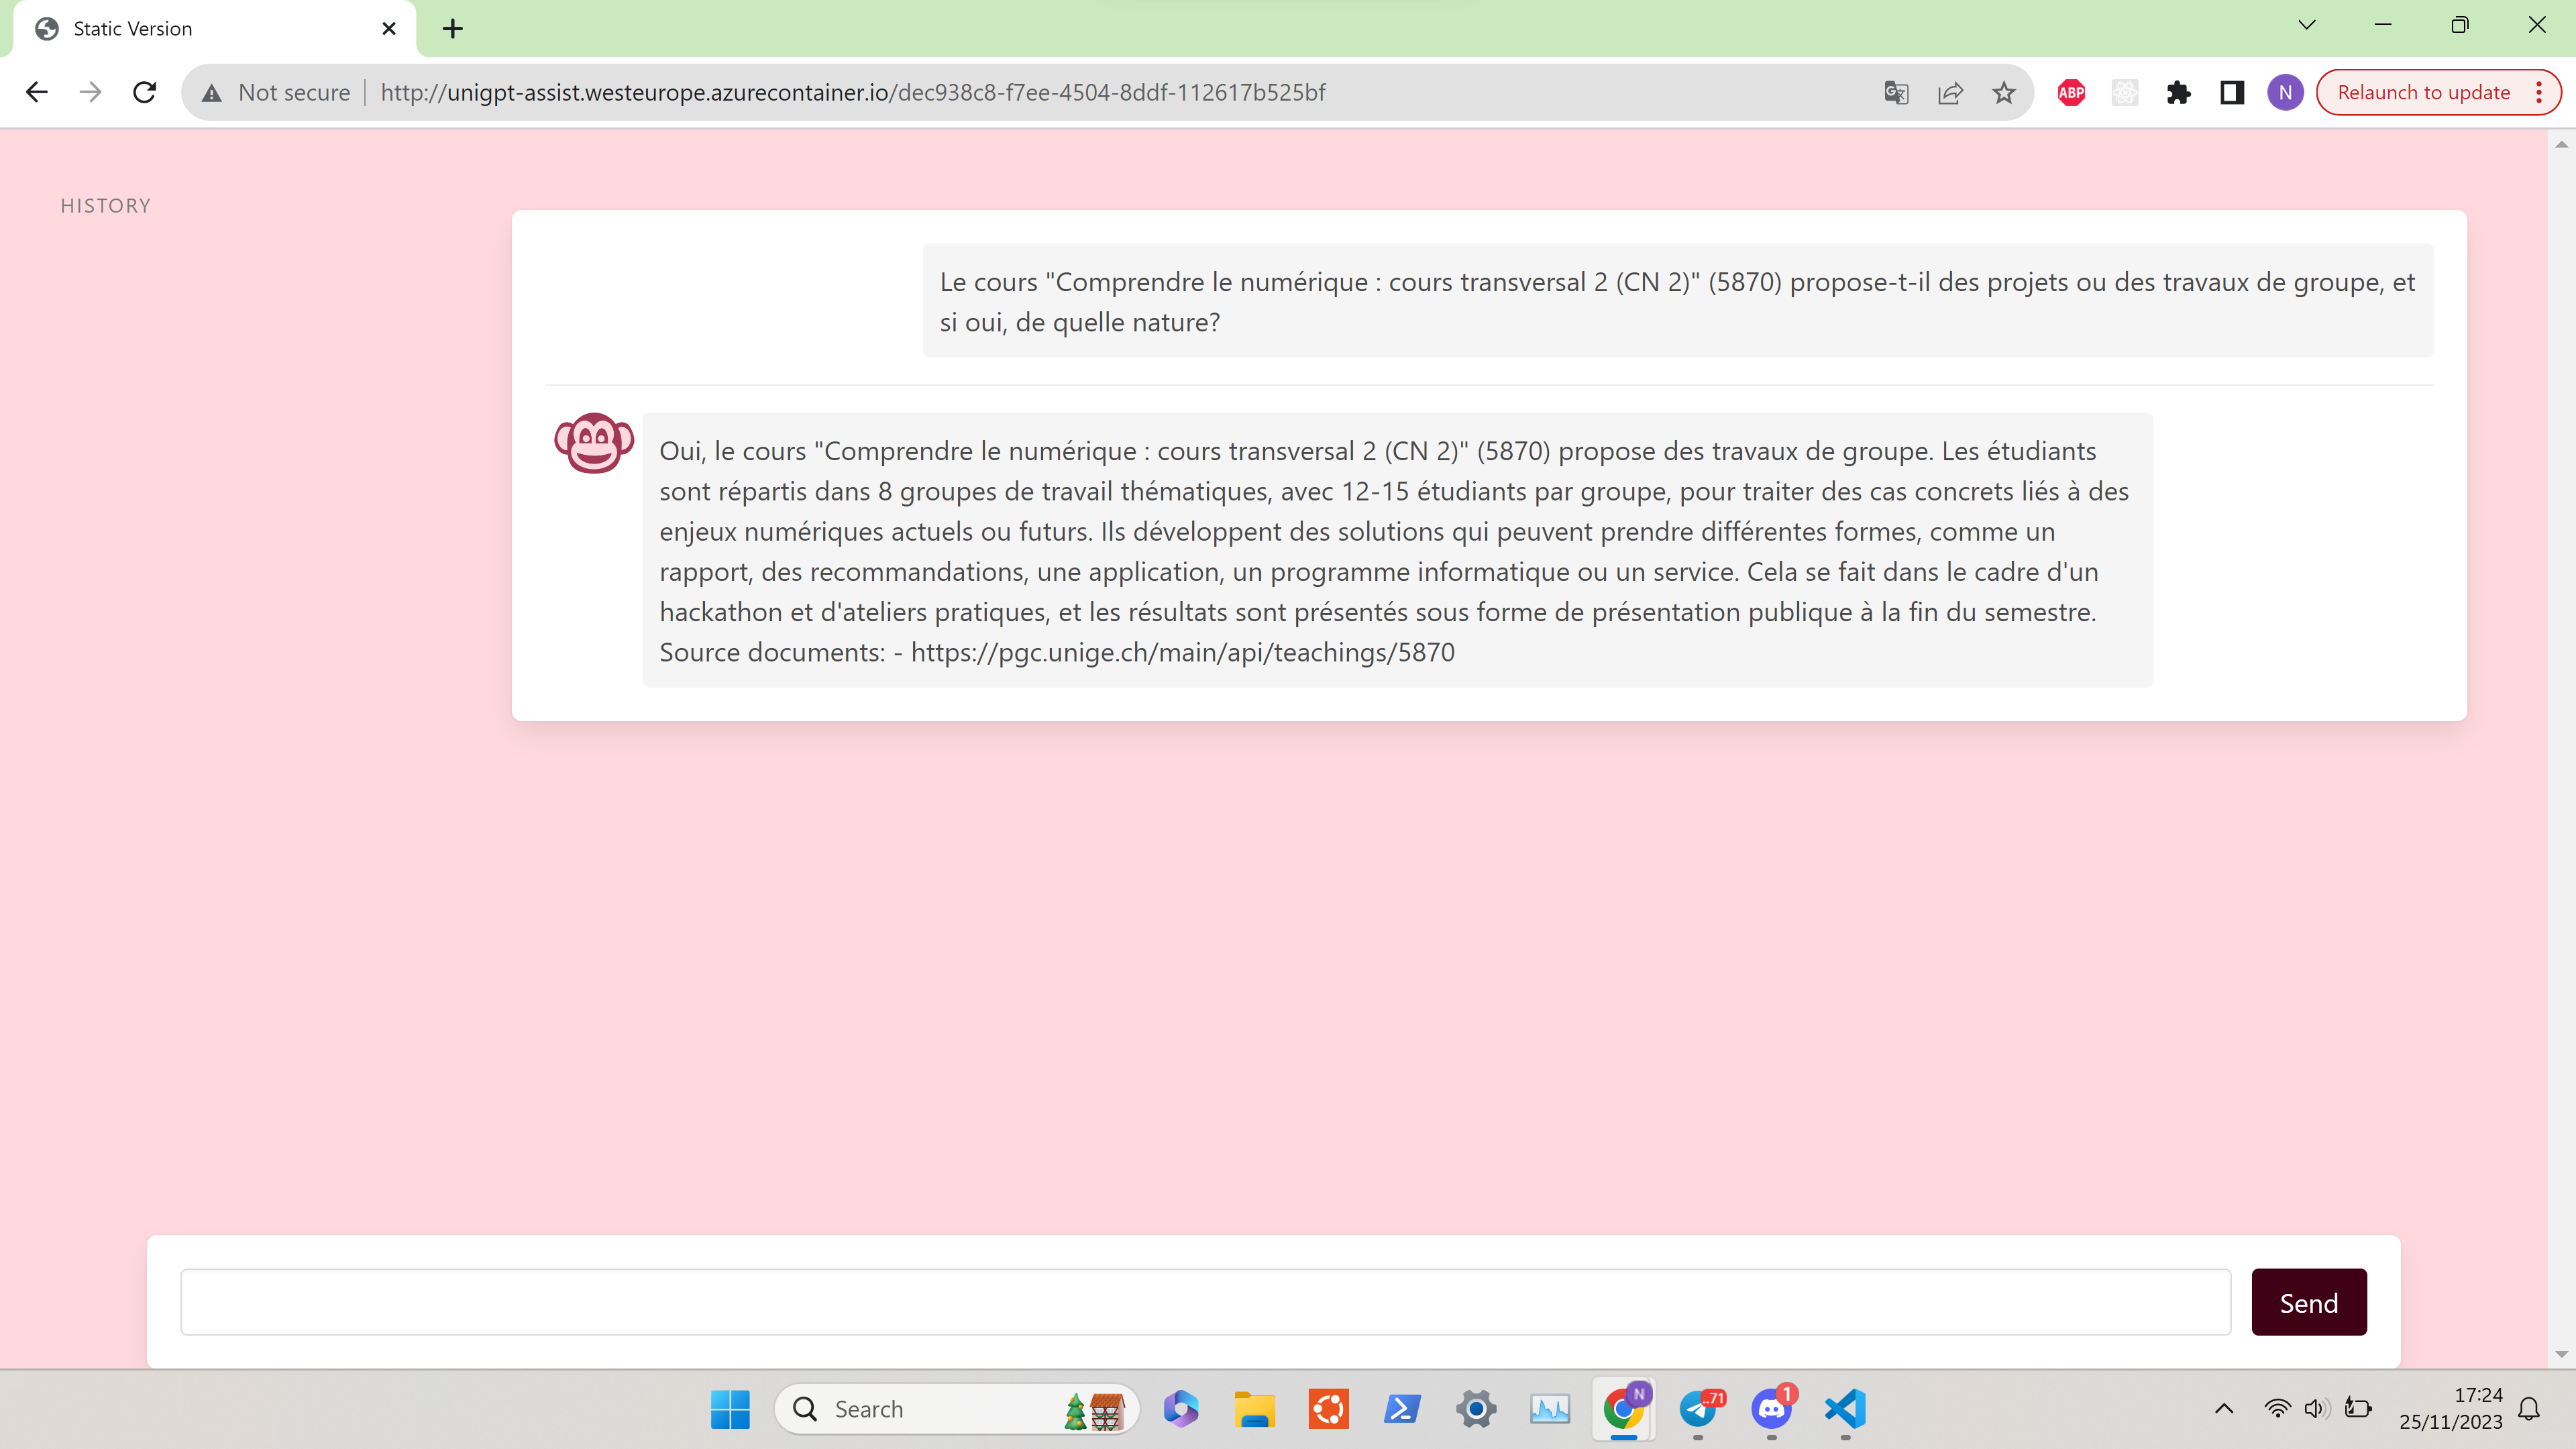 Static Version
Not secure
http://unigpt-assist.westeurope.azurecontainer.io/dec938c8-f7ee-4504-8ddf-112617b525bf
ABP
N
Relaunch to update
HISTORY
Le cours "Comprendre le numérique : cours transversal 2 (CN 2)" (5870) propose-t-il des projets ou des travaux de groupe, et
si oui, de quelle nature?
Oui, le cours "Comprendre le numérique : cours transversal 2 (CN 2)" (5870) propose des travaux de groupe. Les étudiants
sont répartis dans 8 groupes de travail thématiques, avec 12-15 étudiants par groupe, pour traiter des cas concrets liés à des
enjeux numériques actuels ou futurs. Ils développent des solutions qui peuvent prendre différentes formes, comme un
rapport, des recommandations, une application, un programme informatique ou un service. Cela se fait dans le cadre d'un
hackathon et d'ateliers pratiques, et les résultats sont présentés sous forme de présentation publique à la fin du semestre.
Source documents: - https://pgc.unige.ch/main/api/teachings/5870
Send
Search
N
..71
1
17:24
25/11/2023